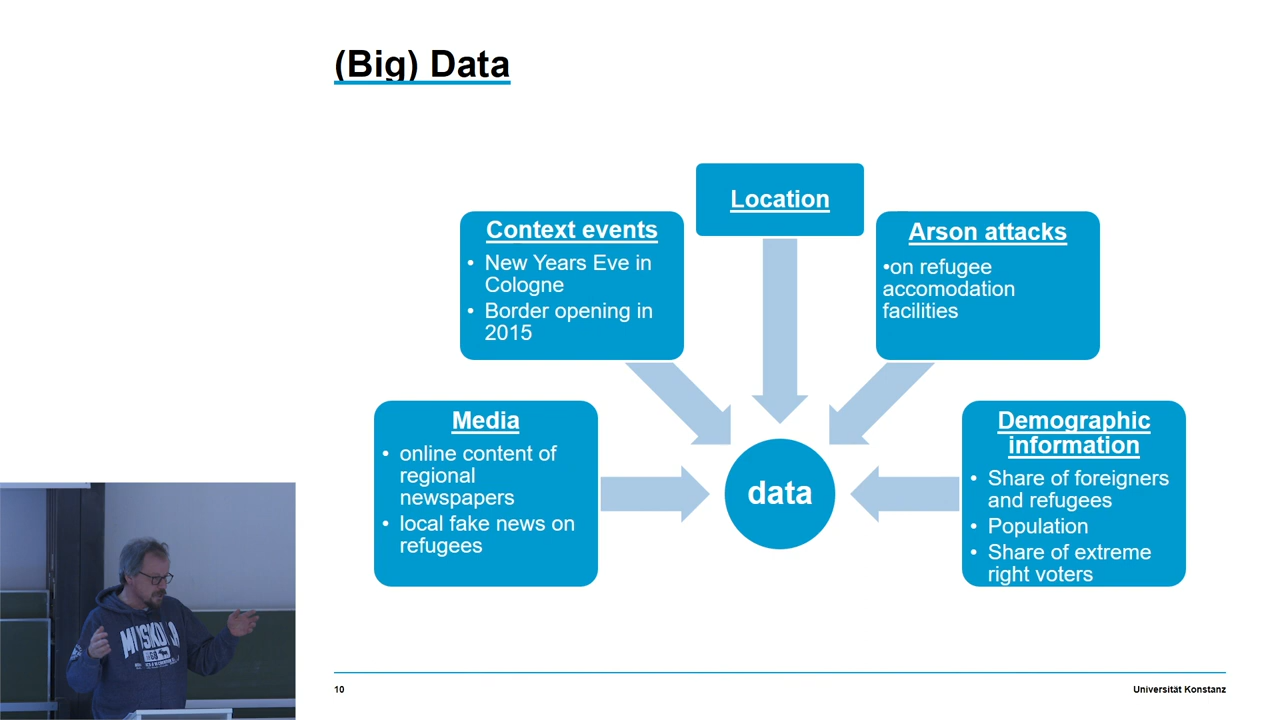 (Big) Data
Location
Context events
• New Years Eve in
Cologne
• Border opening in
2015
Arson attacks
•on refugee
accomodation
facilities
Media
• online content of
regional
newspapers
• local fake news on
refugees
data
Demographic
information
• Share of foreigners
and refugees
• Population
• Share of extreme
right voters
10
Universität Konstanz